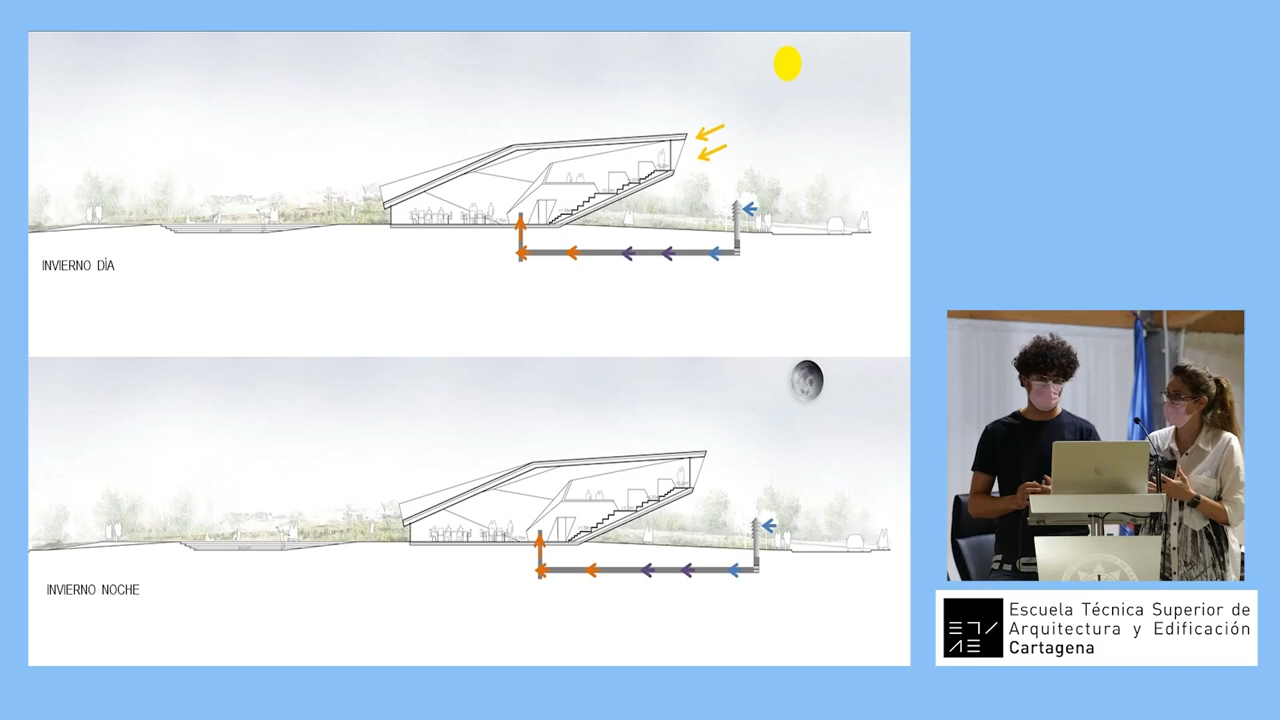 INVIERNO DÍA
INVIERNO NOCHE
Escuela Técnica Superior de
Arquitectura y Edificación
Cartagena